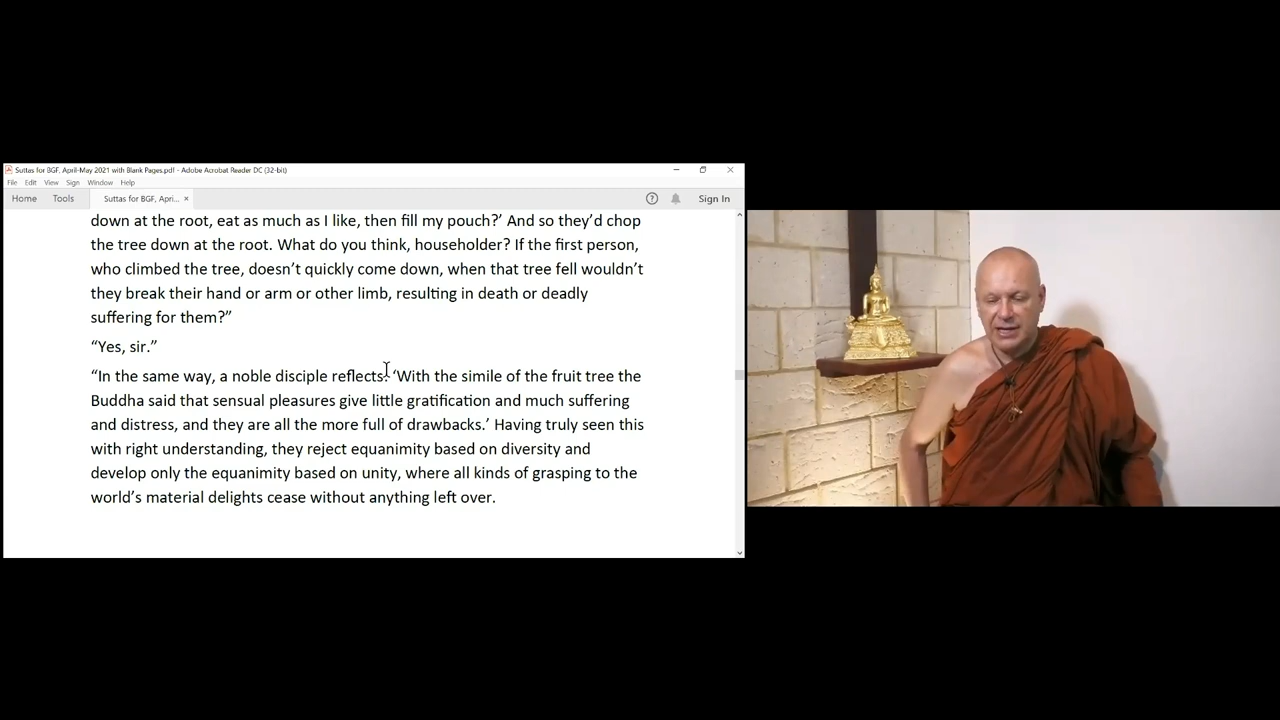 Suttas for BGF, April-May 2021 with Blank Pages.pdf - Adobe Acrobat Reader DC (32-bit)
File Edit View Sign Window Help
Home Tools Suttas for BGF, Apri... × Sign In
down at the root, eat as much as I like, then fill my pouch?’ And so they’d chop
the tree down at the root. What do you think, householder? If the first person,
who climbed the tree, doesn’t quickly come down, when that tree fell wouldn’t
they break their hand or arm or other limb, resulting in death or deadly
suffering for them?”
“Yes, sir.”
“In the same way, a noble disciple reflects: ‘With the simile of the fruit tree the
Buddha said that sensual pleasures give little gratification and much suffering
and distress, and they are all the more full of drawbacks.’ Having truly seen this
with right understanding, they reject equanimity based on diversity and
develop only the equanimity based on unity, where all kinds of grasping to the
world’s material delights cease without anything left over.